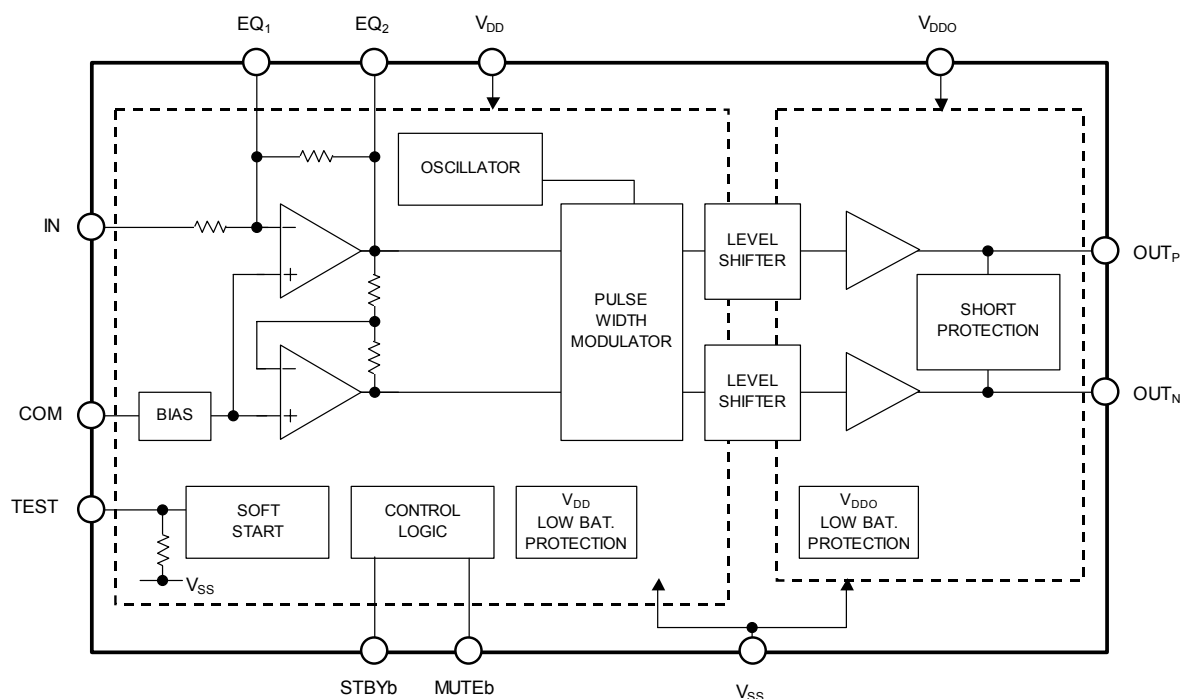 EQ1
EQ2
VDD
VDDO
OSCILLATOR
IN
−
+
PULSE
WIDTH
MODULATOR
LEVEL
SHIFTER
OUTP
SHORT
PROTECTION
−
+
LEVEL
SHIFTER
OUTN
COM
BIAS
TEST
SOFT
START
CONTROL
LOGIC
VDD
LOW BAT.
PROTECTION
VDDO
LOW BAT.
PROTECTION
VSS
STBYb
MUTEb
VSS